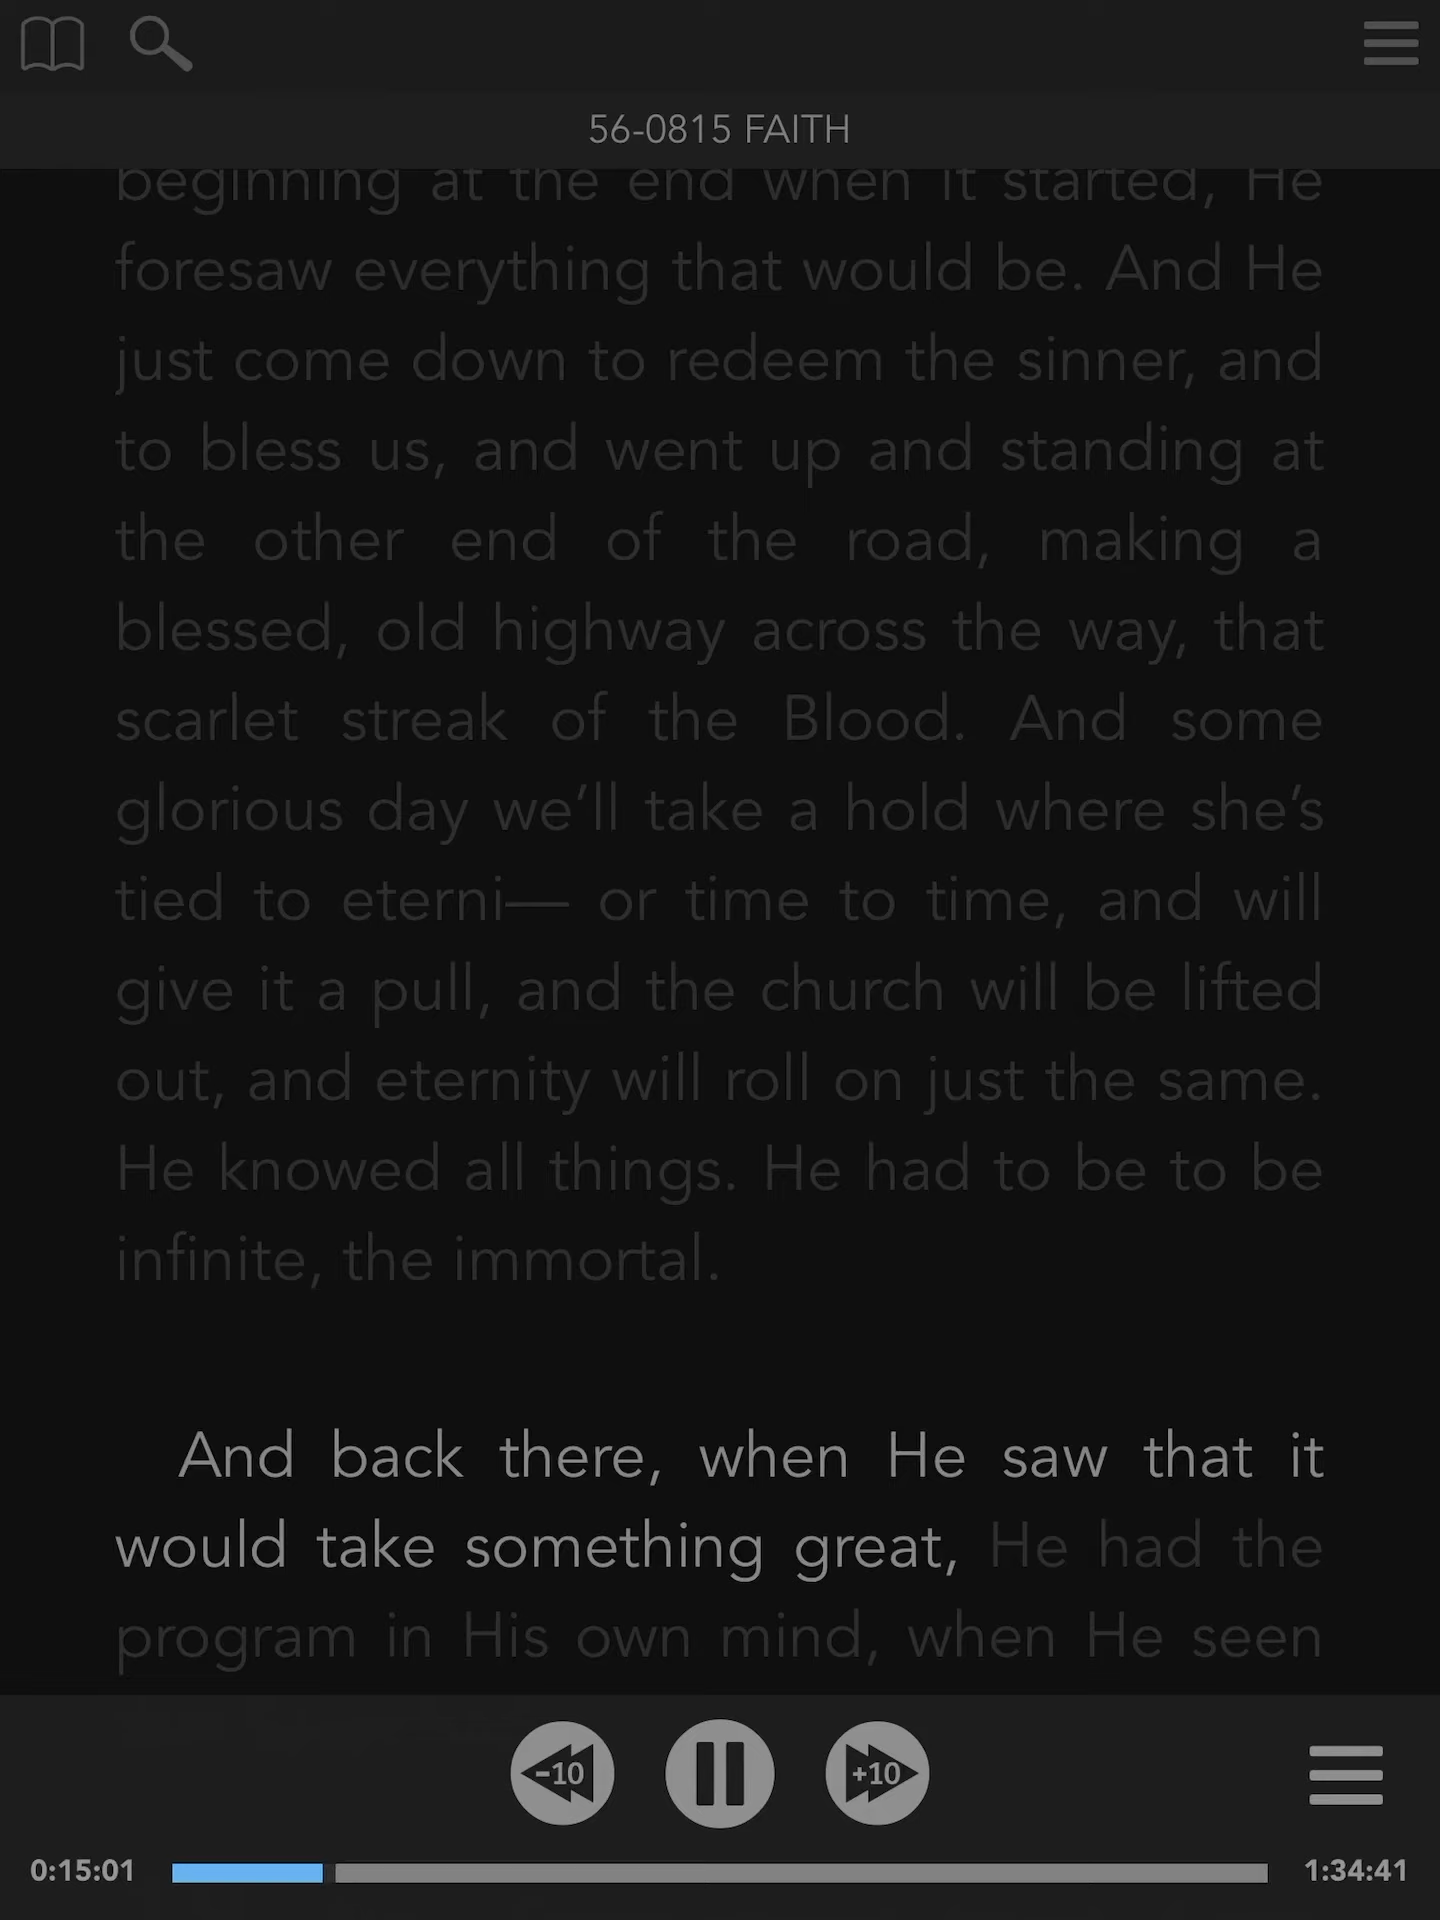 56-0815 FAITH
beginning at the end when it started, He
foresaw everything that would be. And He
just come down to redeem the sinner, and
to bless us, and went up and standing at
the other end of the road, making a
blessed, old highway across the way, that
scarlet streak of the Blood. And some
glorious day we’ll take a hold where she’s
tied to eterni— or time to time, and will
give it a pull, and the church will be lifted
out, and eternity will roll on just the same.
He knowed all things. He had to be to be
infinite, the immortal.
And back there, when He saw that it
would take something great, He had the
program in His own mind, when He seen
-10
+10
0:15:01
1:34:41